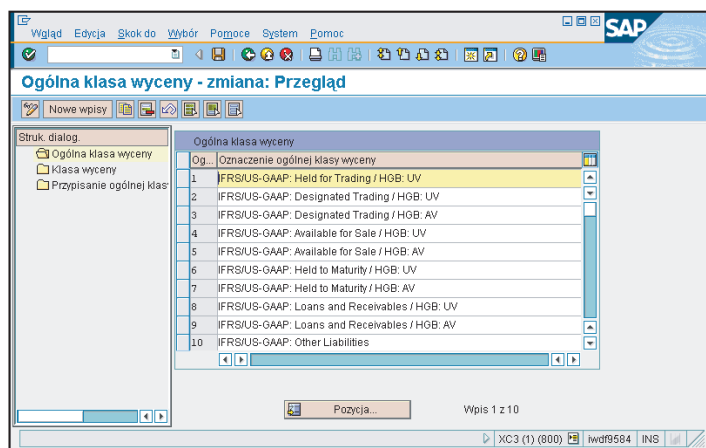 Wgląd Edycja Skok do Wybór Pomoce System Pomoc
SAP
Ogólna klasa wyceny - zmiana: Przegląd
Nowe wpisy
Struk. dialog.
Ogólna klasa wyceny
Klasa wyceny
Przypisanie ogólnej klas
Ogólna klasa wyceny
Og... Oznaczenie ogólnej klasy wyceny
1 IFRS/US-GAAP: Held for Trading / HGB: UV
2 IFRS/US-GAAP: Designated Trading / HGB: UV
3 IFRS/US-GAAP: Designated Trading / HGB: AV
4 IFRS/US-GAAP: Available for Sale / HGB: UV
5 IFRS/US-GAAP: Available for Sale / HGB: AV
6 IFRS/US-GAAP: Held to Maturity / HGB: UV
7 IFRS/US-GAAP: Held to Maturity / HGB: AV
8 IFRS/US-GAAP: Loans and Receivables / HGB: UV
9 IFRS/US-GAAP: Loans and Receivables / HGB: AV
10 IFRS/US-GAAP: Other Liabilities
Pozycja... Wpis 1 z 10
XC3 (1) (800) iwdf9584 INS